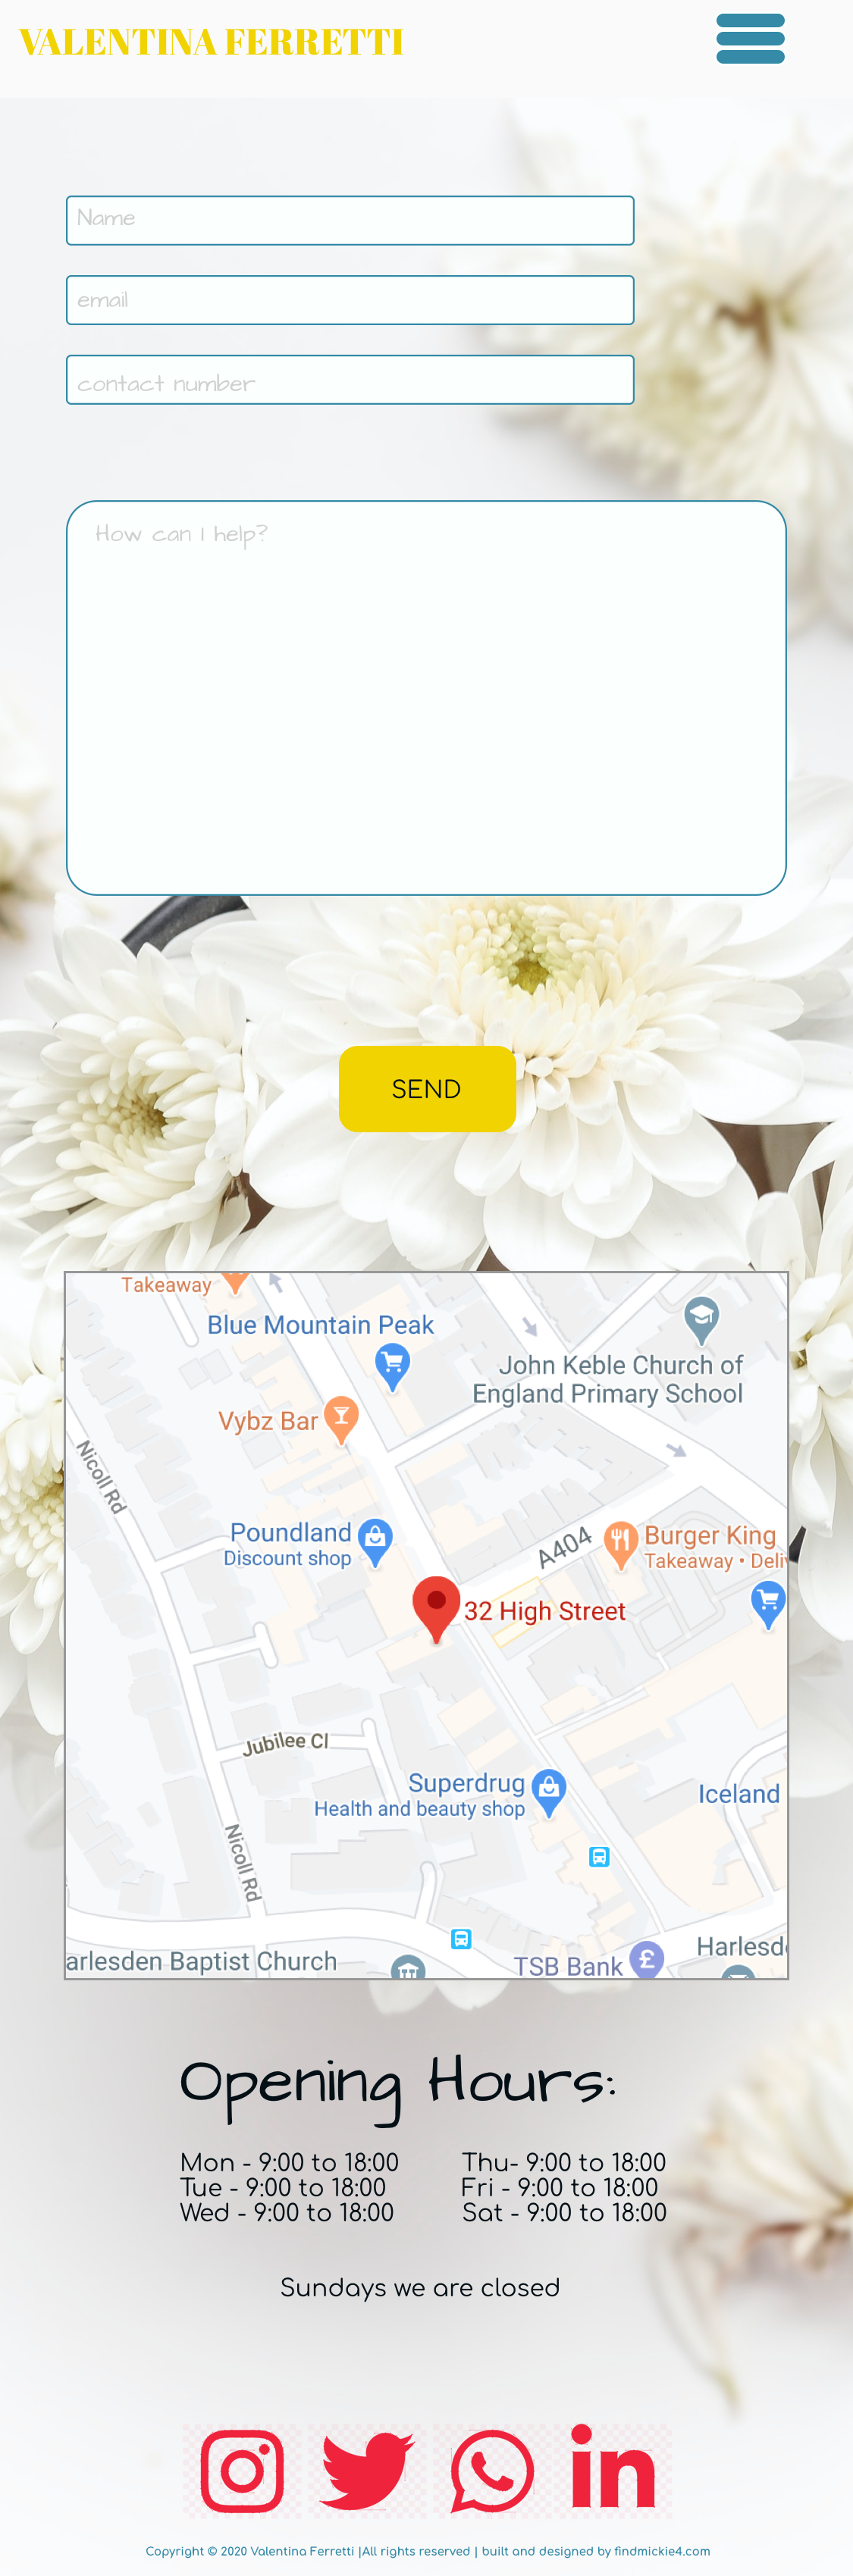 VALENTINA FERRETTI
Name
email
contact number
How can I help?
SEND
Takeaway
Blue Mountain Peak
John Keble Church of
England Primary School
Vybz Bar
Nicoll Rd
Poundland
Discount shop
A404
Burger King
Takeaway • Deli
32 High Street
Jubilee Cl
Superdrug
Health and beauty shop
Iceland
Nicoll Rd
arlesden Baptist Church
TSB Bank
£
Harlesd
Opening Hours:
Mon - 9:00 to 18:00
Tue - 9:00 to 18:00
Wed - 9:00 to 18:00
Thu- 9:00 to 18:00
Fri - 9:00 to 18:00
Sat - 9:00 to 18:00
Sundays we are closed
in
Copyright © 2020 Valentina Ferretti |All rights reserved | built and designed by findmickie4.com